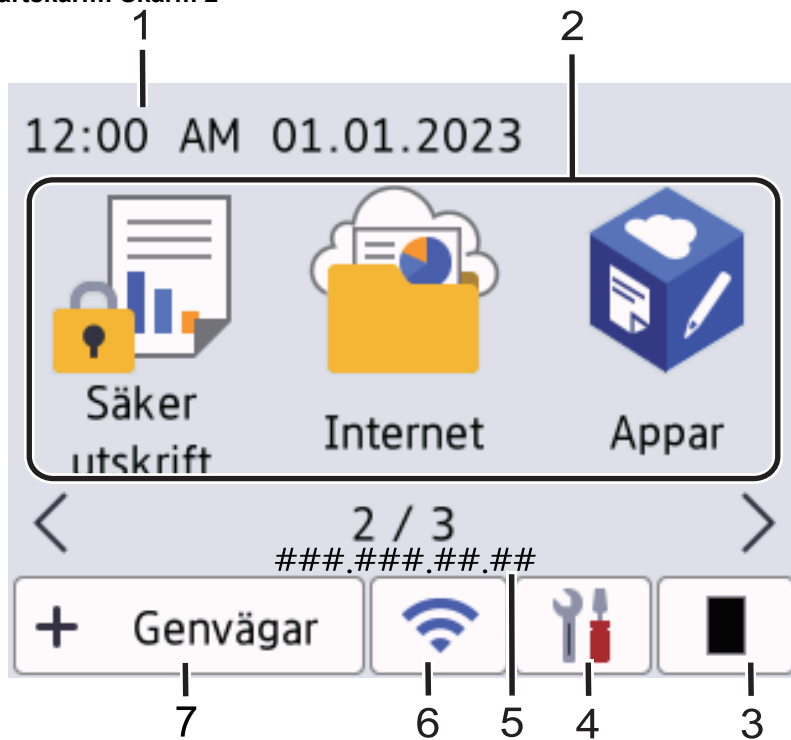 1
2
12:00 AM 01.01.2023
Säker
utskrift
Internet
Appar
2 / 3
###.###.##.##
+ Genvägar
7
6
5
4
3